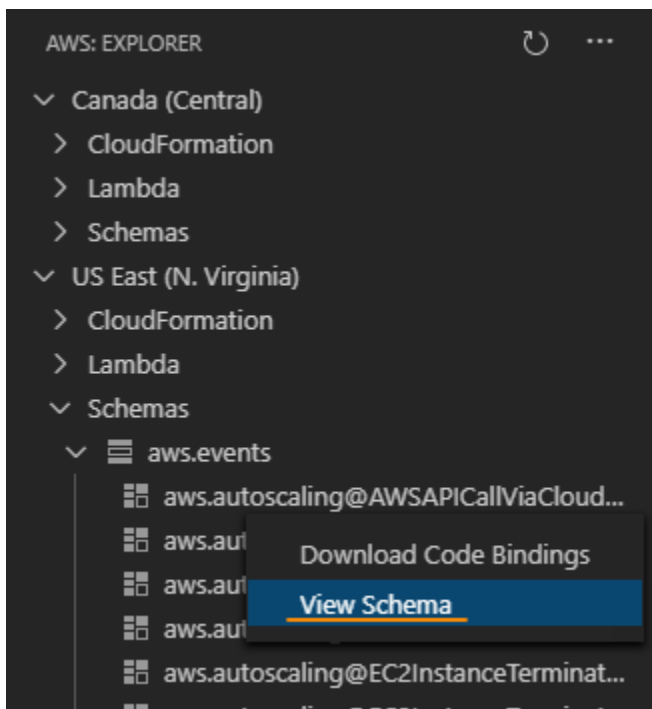 AWS: EXPLORER
Canada (Central)
CloudFormation
Lambda
Schemas
US East (N. Virginia)
CloudFormation
Lambda
Schemas
aws.events
aws.autoscaling@AWSAPICallViaCloud...
aws.aut
Download Code Bindings
aws.aut
View Schema
aws.aut
aws.autoscaling@EC2InstanceTerminat...